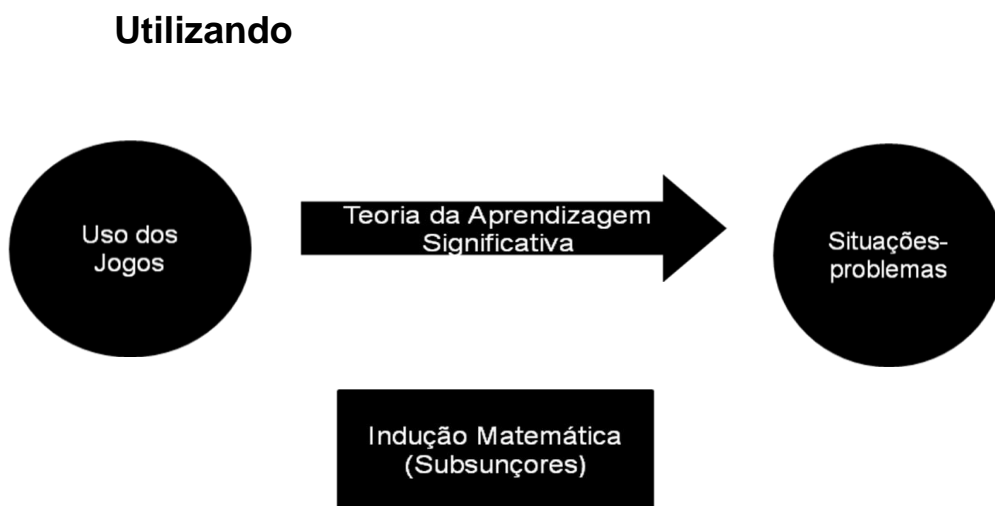 Utilizando
Uso dos
Jogos
Teoria da Aprendizagem
Significativa
Situações-
problemas
Indução Matemática
(Subsunçores)